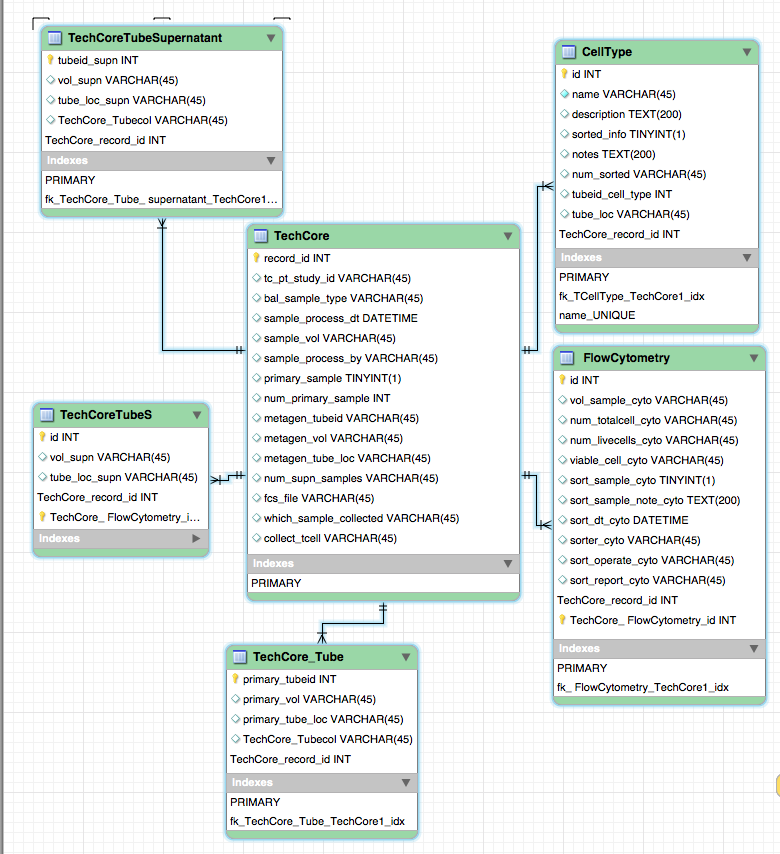 TechCoreTubeSupernatant
tubeid_supn INT
vol_supn VARCHAR(45)
tube_loc_supn VARCHAR(45)
TechCore_Tubecol VARCHAR(45)
TechCore_record_id INT
Indexes
PRIMARY
fk_TechCore_Tube_ supernatant_TechCore1...
CellType
id INT
name VARCHAR(45)
description TEXT(200)
sorted_info TINYINT(1)
notes TEXT(200)
num_sorted VARCHAR(45)
tubeid_cell_type INT
tube_loc VARCHAR(45)
TechCore_record_id INT
Indexes
PRIMARY
fk_TCellType_TechCore1_idx
name_UNIQUE
TechCore
record_id INT
tc_pt_study_id VARCHAR(45)
bal_sample_type VARCHAR(45)
sample_process_dt DATETIME
sample_vol VARCHAR(45)
sample_process_by VARCHAR(45)
primary_sample TINYINT(1)
num_primary_sample INT
metagen_tubeid VARCHAR(45)
metagen_vol VARCHAR(45)
metagen_tube_loc VARCHAR(45)
num_supn_samples VARCHAR(45)
fcs_file VARCHAR(45)
which_sample_collected VARCHAR(45)
collect_tcell VARCHAR(45)
Indexes
PRIMARY
FlowCytometry
id INT
vol_sample_cyto VARCHAR(45)
num_totalcell_cyto VARCHAR(45)
num_livecells_cyto VARCHAR(45)
viable_cell_cyto VARCHAR(45)
sort_sample_cyto TINYINT(1)
sort_sample_note_cyto TEXT(200)
sort_dt_cyto DATETIME
sorter_cyto VARCHAR(45)
sort_operate_cyto VARCHAR(45)
sort_report_cyto VARCHAR(45)
TechCore_record_id INT
TechCore_ FlowCytometry_id INT
Indexes
PRIMARY
fk_ FlowCytometry_TechCore1_idx
TechCoreTubeS
id INT
vol_supn VARCHAR(45)
tube_loc_supn VARCHAR(45)
TechCore_record_id INT
TechCore_ FlowCytometry_i...
Indexes
TechCore_Tube
primary_tubeid INT
primary_vol VARCHAR(45)
primary_tube_loc VARCHAR(45)
TechCore_Tubecol VARCHAR(45)
TechCore_record_id INT
Indexes
PRIMARY
fk_TechCore_Tube_TechCore1_idx